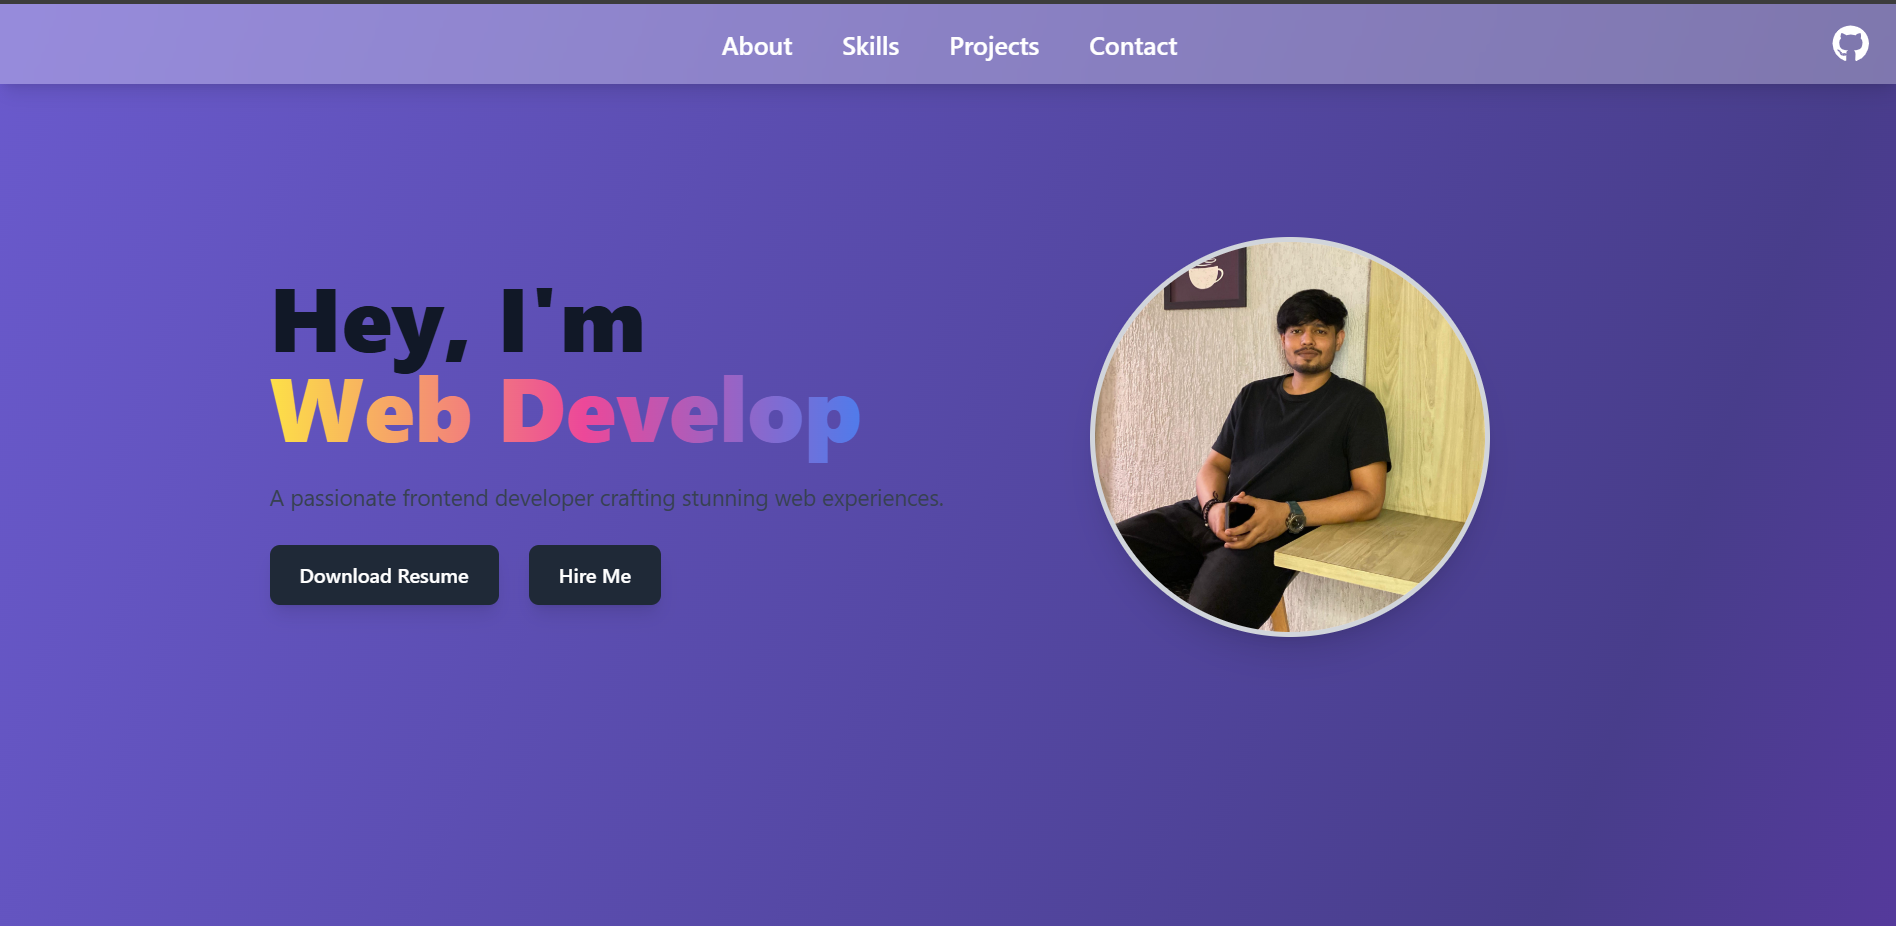 About Skills Projects Contact
Hey, I'm
Web Develop
A passionate frontend developer crafting stunning web experiences.
Download Resume Hire Me